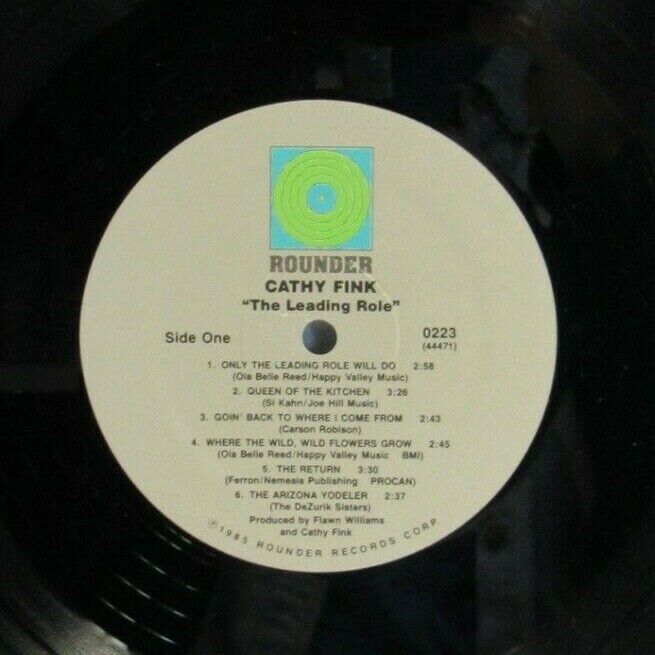 ROUNDER
CATHY FINK
"The Leading Role"
Side One
0223
(44471)
1. ONLY THE LEADING ROLE WILL DO 2:58
(Ola Belle Reed/Happy Valley Music)
2. QUEEN OF THE KITCHEN 3:26
(Si Kahn/Joe Hill Music)
3. GOIN' BACK TO WHERE I COME FROM 2:43
(Carson Robison)
4. WHERE THE WILD, WILD FLOWERS GROW 2:45
(Ola Belle Reed/Happy Valley Music BMI)
5. THE RETURN 3:30
(Ferron/Nemesis Publishing PROCAN)
6. THE ARIZONA YODELER 2:37
(The DeZurik Sisters)
Produced by Flawn Williams
and Cathy Fink
℗1985 ROUNDER RECORDS CORP.